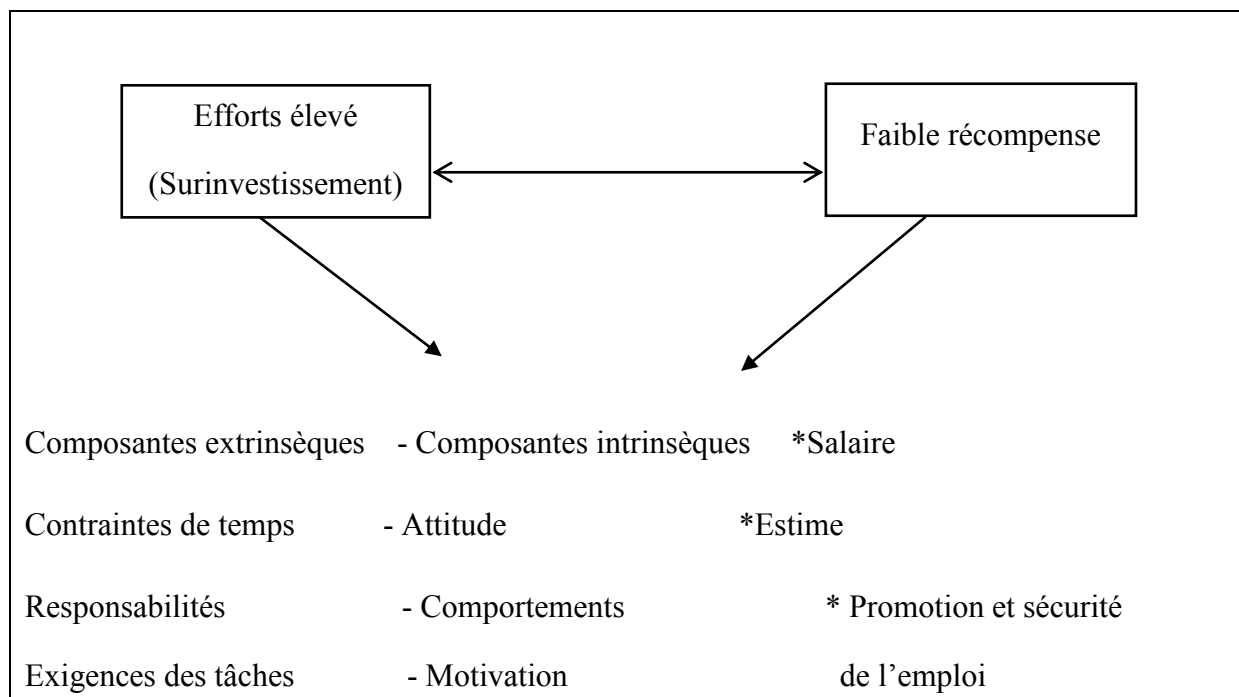 Efforts élevé
(Surinvestissement)
Faible récompense
Composantes extrinsèques - Composantes intrinsèques *Salaire
Contraintes de temps - Attitude *Estime
Responsabilités - Comportements * Promotion et sécurité
Exigences des tâches - Motivation de l’emploi